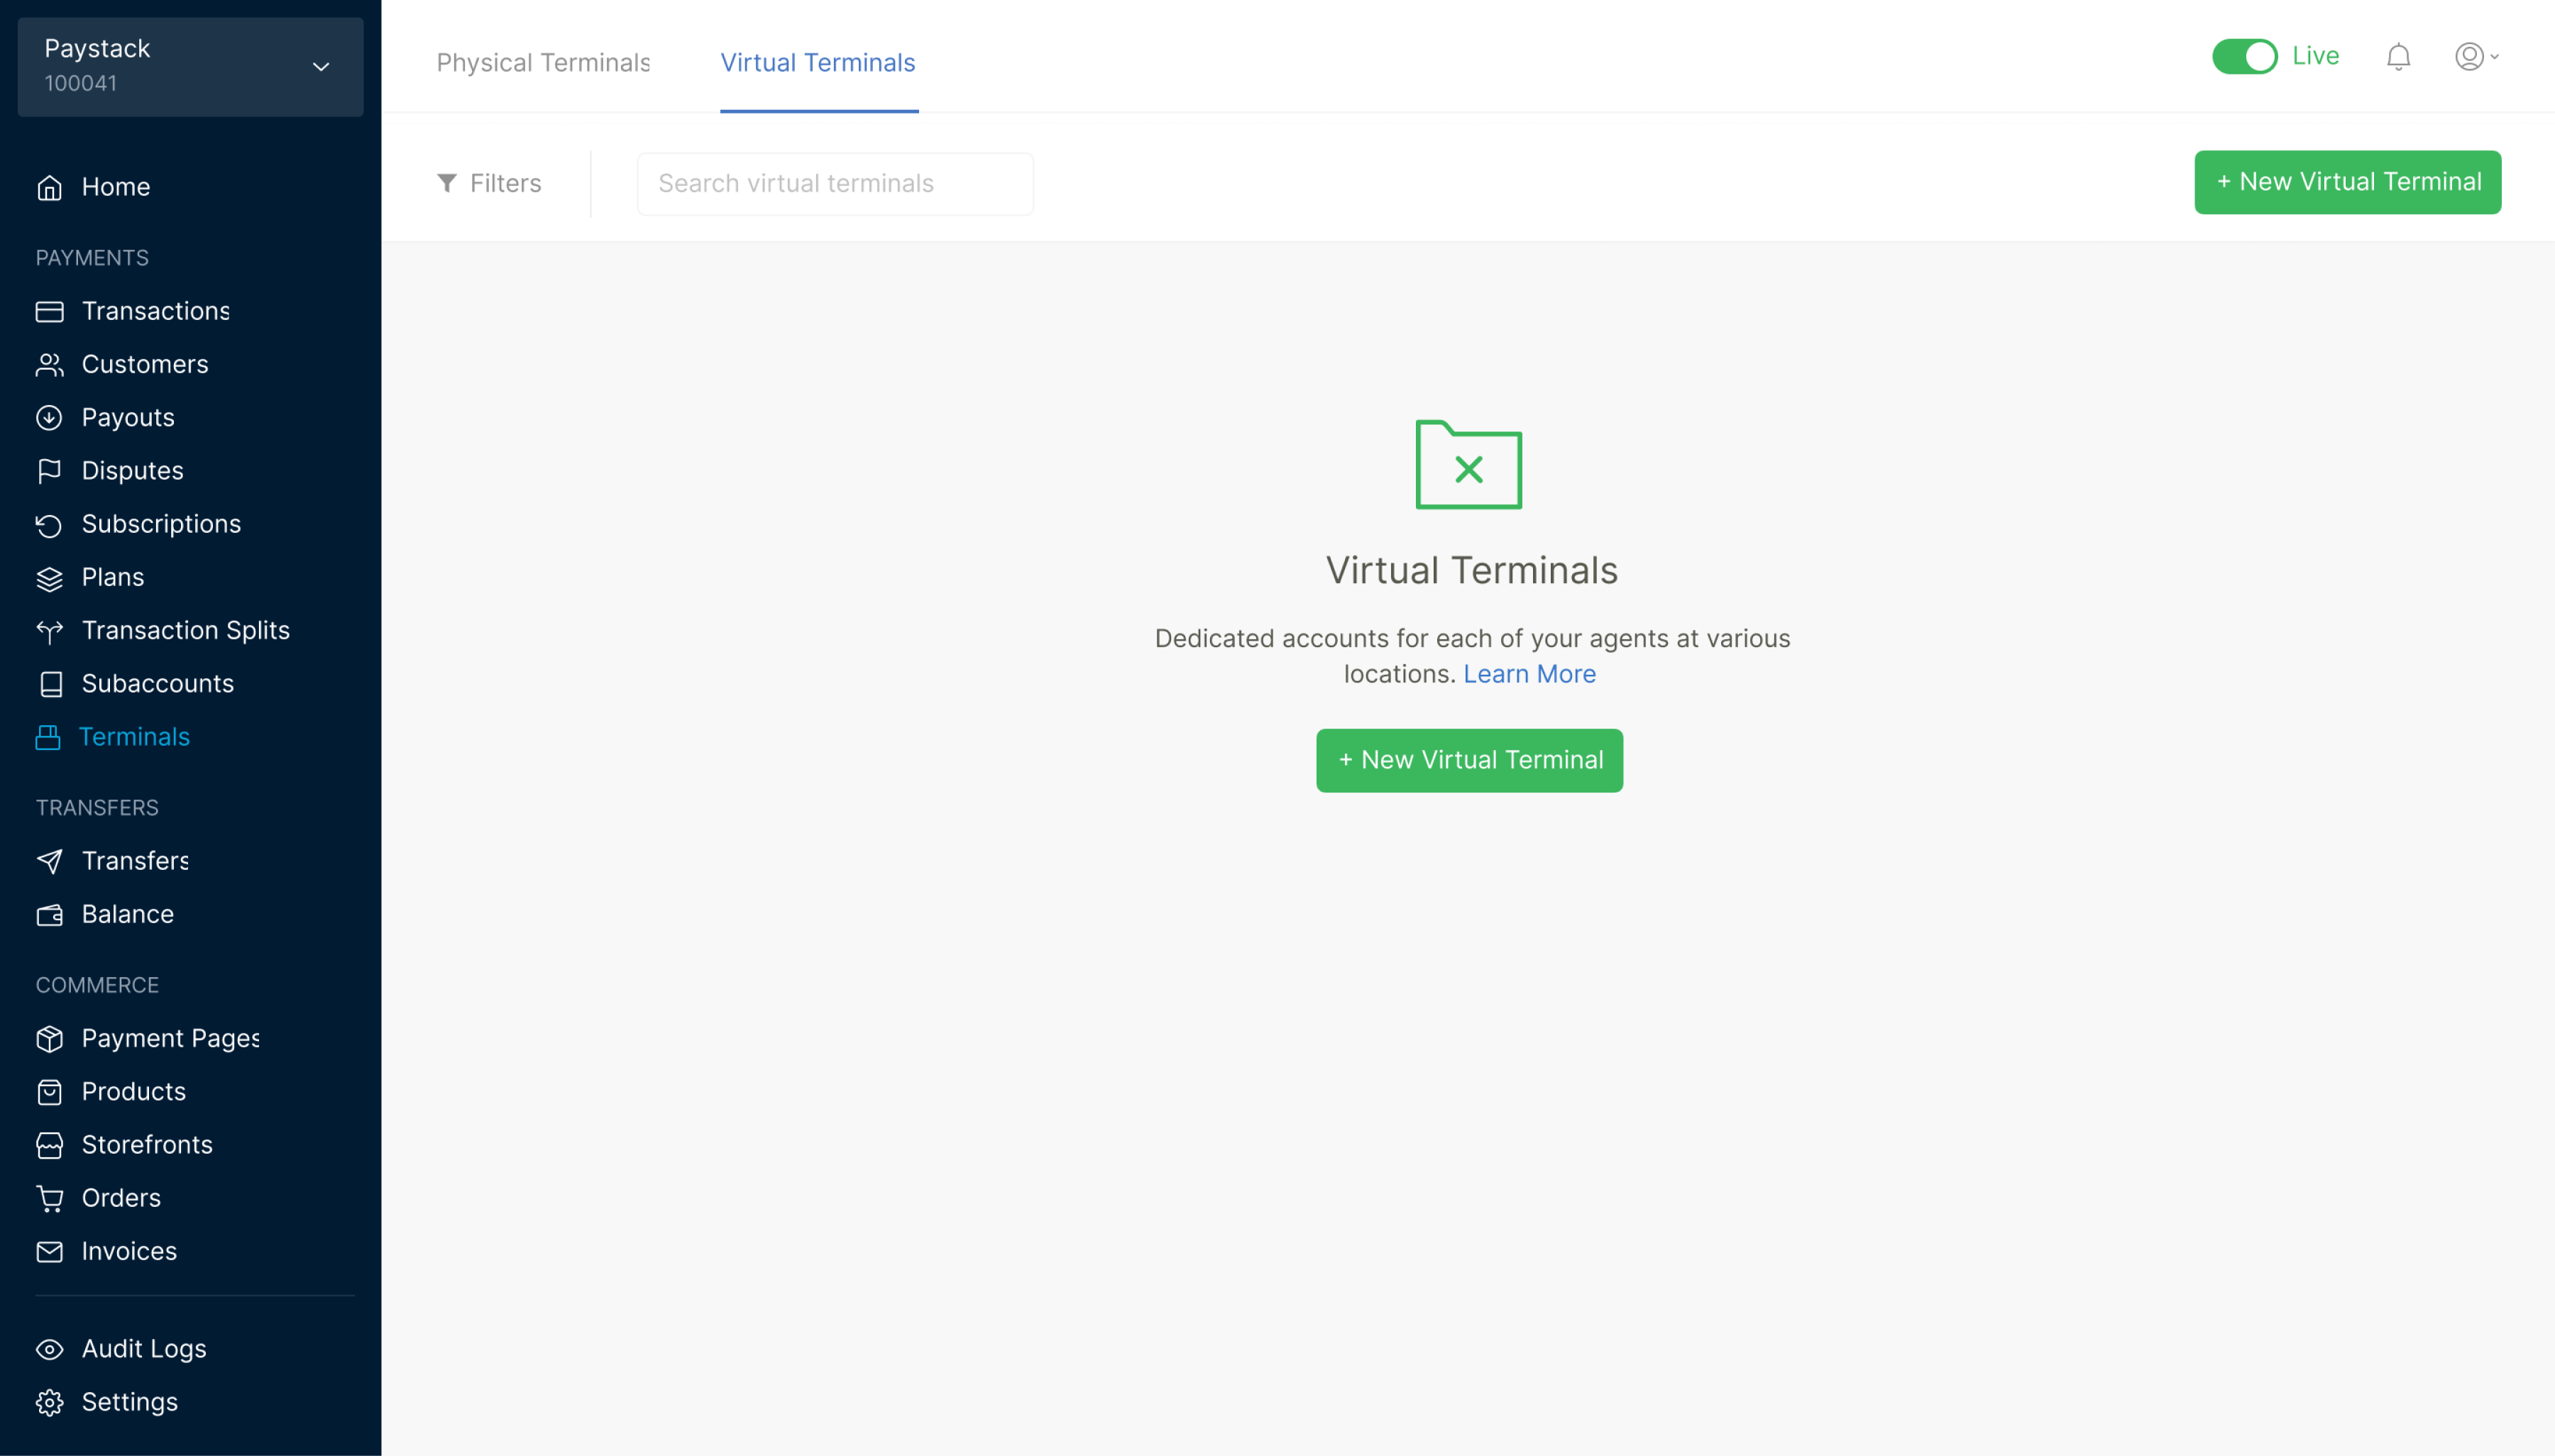 Paystack
100041
Home
PAYMENTS
Transactions
Customers
Payouts
Disputes
Subscriptions
Plans
Transaction Splits
Subaccounts
Terminals
TRANSFERS
Transfers
Balance
COMMERCE
Payment Pages
Products
Storefronts
Orders
Invoices
Audit Logs
Settings
Physical Terminals
Virtual Terminals
Live
Filters
Search virtual terminals
+ New Virtual Terminal
Virtual Terminals
Dedicated accounts for each of your agents at various
locations. Learn More
+ New Virtual Terminal